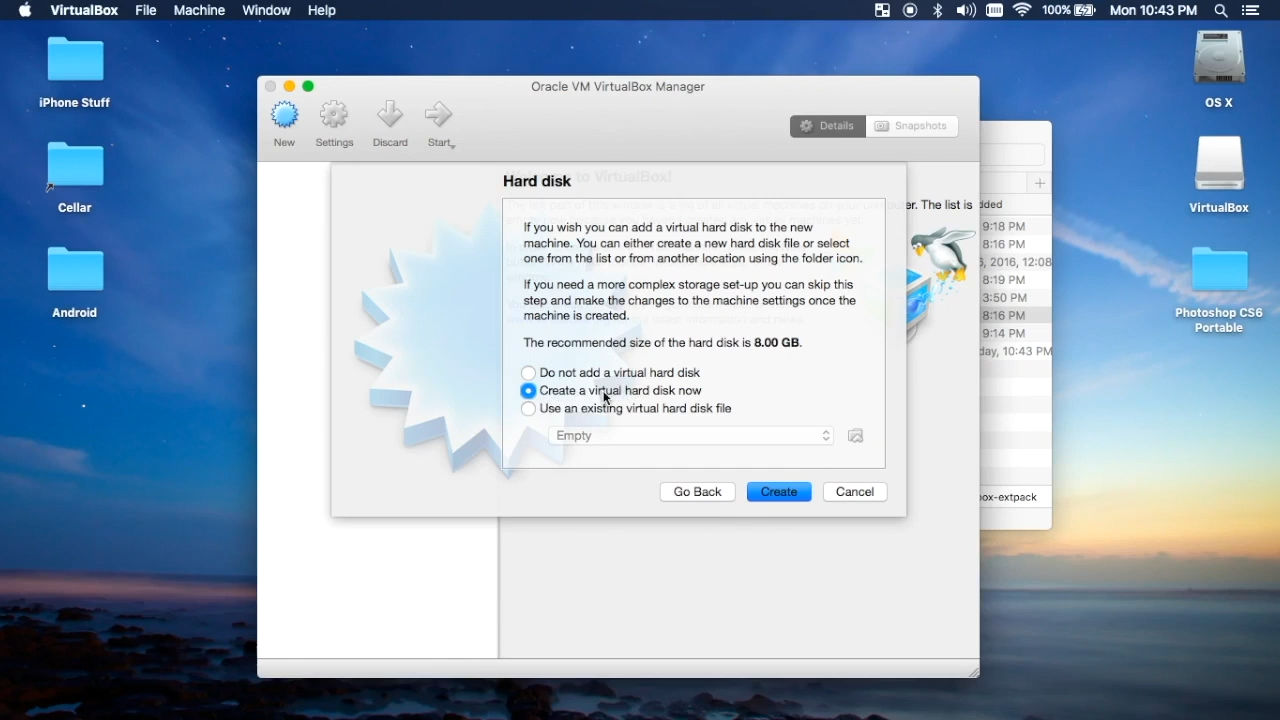 VirtualBox File Machine Window Help
100% Mon 10:43 PM
iPhone Stuff
Cellar
Android
OS X
VirtualBox
Photoshop CS6
Portable
Oracle VM VirtualBox Manager
New Settings Discard Start
Details Snapshots
to VirtualBox!
Hard disk
er. The list is
If you wish you can add a virtual hard disk to the new
machine. You can either create a new hard disk file or select
one from the list or from another location using the folder icon.
If you need a more complex storage set-up you can skip this
step and make the changes to the machine settings once the
machine is created.
The recommended size of the hard disk is 8.00 GB.
Do not add a virtual hard disk
Create a virtual hard disk now
Use an existing virtual hard disk file
Empty
Go Back Create Cancel
dded
9:18 PM
8:16 PM
6, 2016, 12:08
8:19 PM
3:50 PM
8:16 PM
9:14 PM
day, 10:43 PM
box-extpack